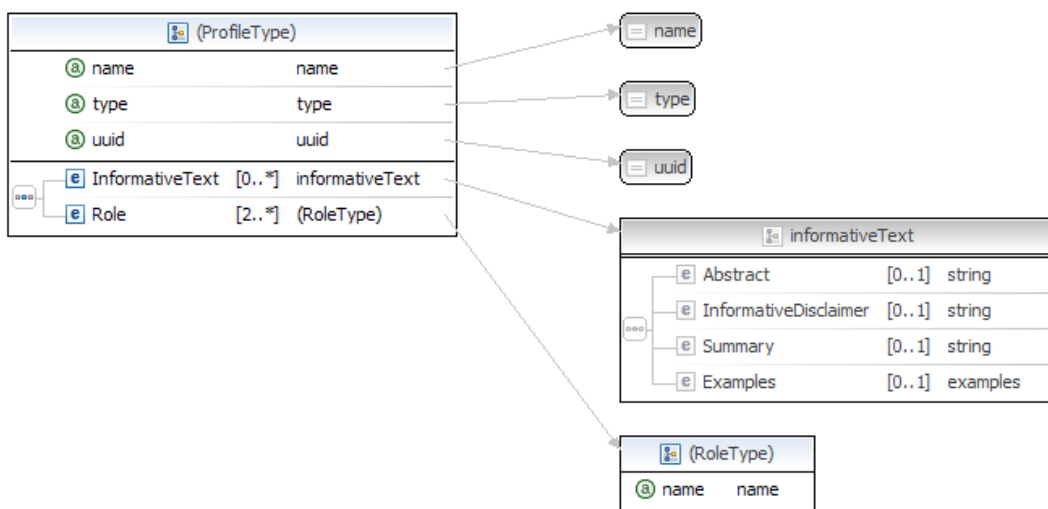 (ProfileType)
a name name
a type type
a uuid uuid
e InformativeText [0..*] informativeText
e Role [2..*] (RoleType)
name
type
uuid
informativeText
e Abstract [0..1] string
e InformativeDisclaimer [0..1] string
e Summary [0..1] string
e Examples [0..1] examples
(RoleType)
a name name